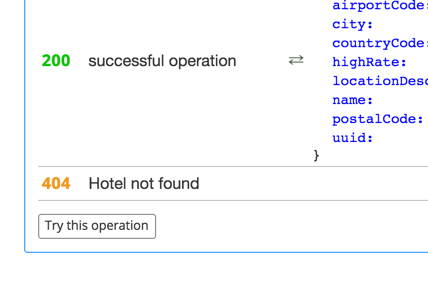 airportCode:
city:
countryCode:
200 successful operation ⇄ highRate:
locationDesc
name:
postalCode:
uuid:
}
404 Hotel not found
Try this operation